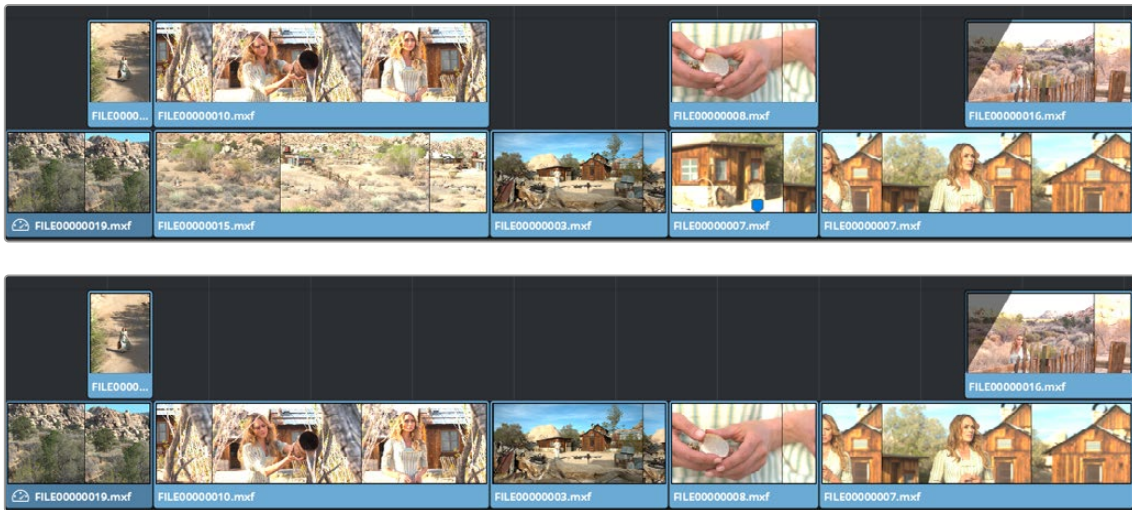 FILE0000...
FILE00000010.mxf
FILE00000008.mxf
FILE00000016.mxf
FILE00000019.mxf
FILE00000015.mxf
FILE00000003.mxf
FILE00000007.mxf
FILE00000007.mxf
FILE0000...
FILE00000016.mxf
FILE00000019.mxf
FILE00000010.mxf
FILE00000003.mxf
FILE00000008.mxf
FILE00000007.mxf